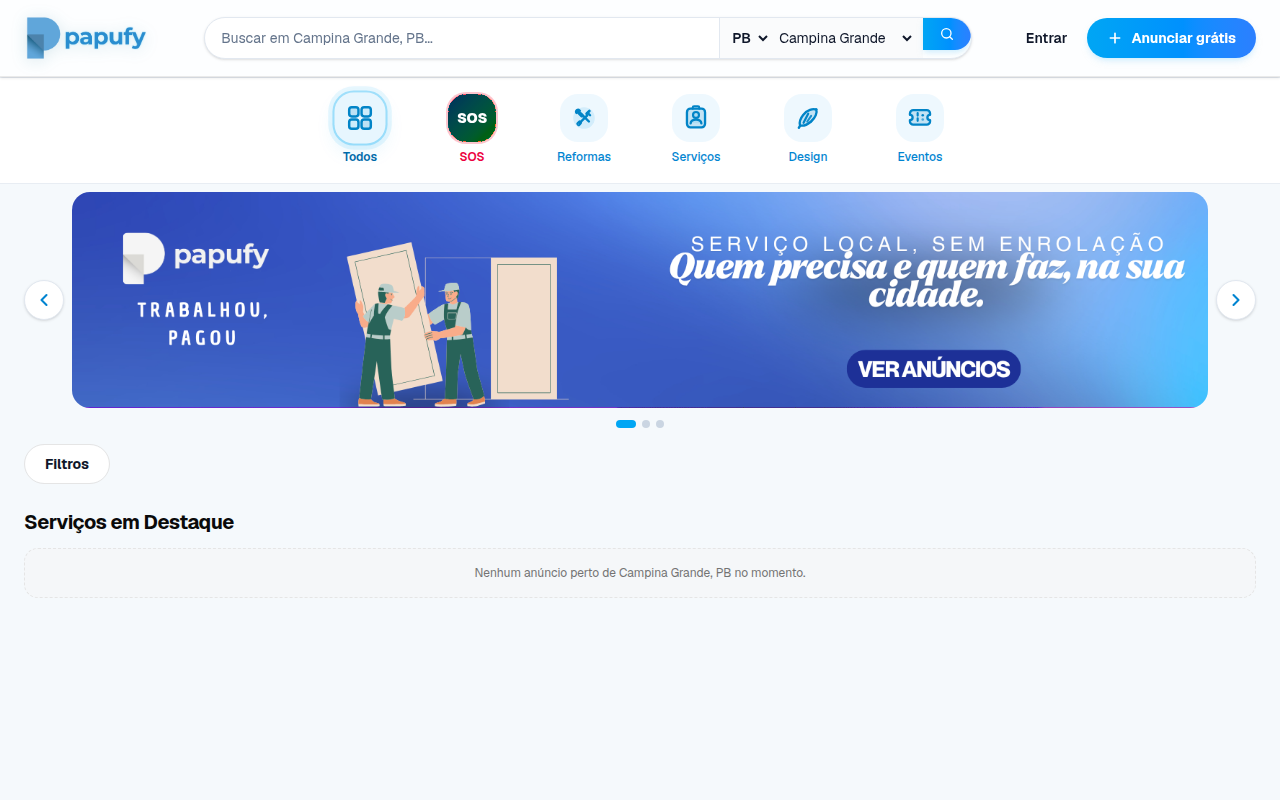 papufy
Buscar em Campina Grande, PB...
PB
Campina Grande
Entrar
+ Anunciar grátis
Todos
SOS
SOS
Reformas
Serviços
Design
Eventos
papufy
TRABALHOU,
PAGOU
SERVIÇO LOCAL, SEM ENROLAÇÃO
Quem precisa e quem faz, na sua
cidade.
VER ANÚNCIOS
Filtros
Serviços em Destaque
Nenhum anúncio perto de Campina Grande, PB no momento.